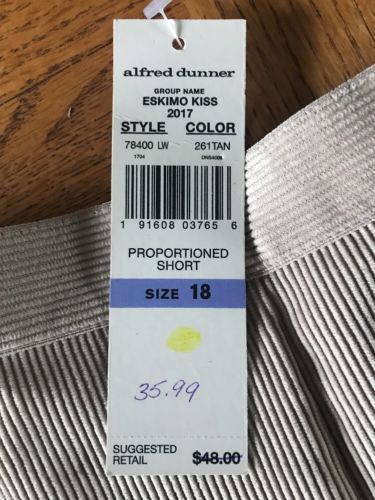 alfred dunner
GROUP NAME
ESKIMO KISS
2017
STYLE COLOR
78400 LW 261TAN
1704 DNS4009
1 91608 03765 6
PROPORTIONED
SHORT
SIZE 18
35.99
SUGGESTED
RETAIL $48.00